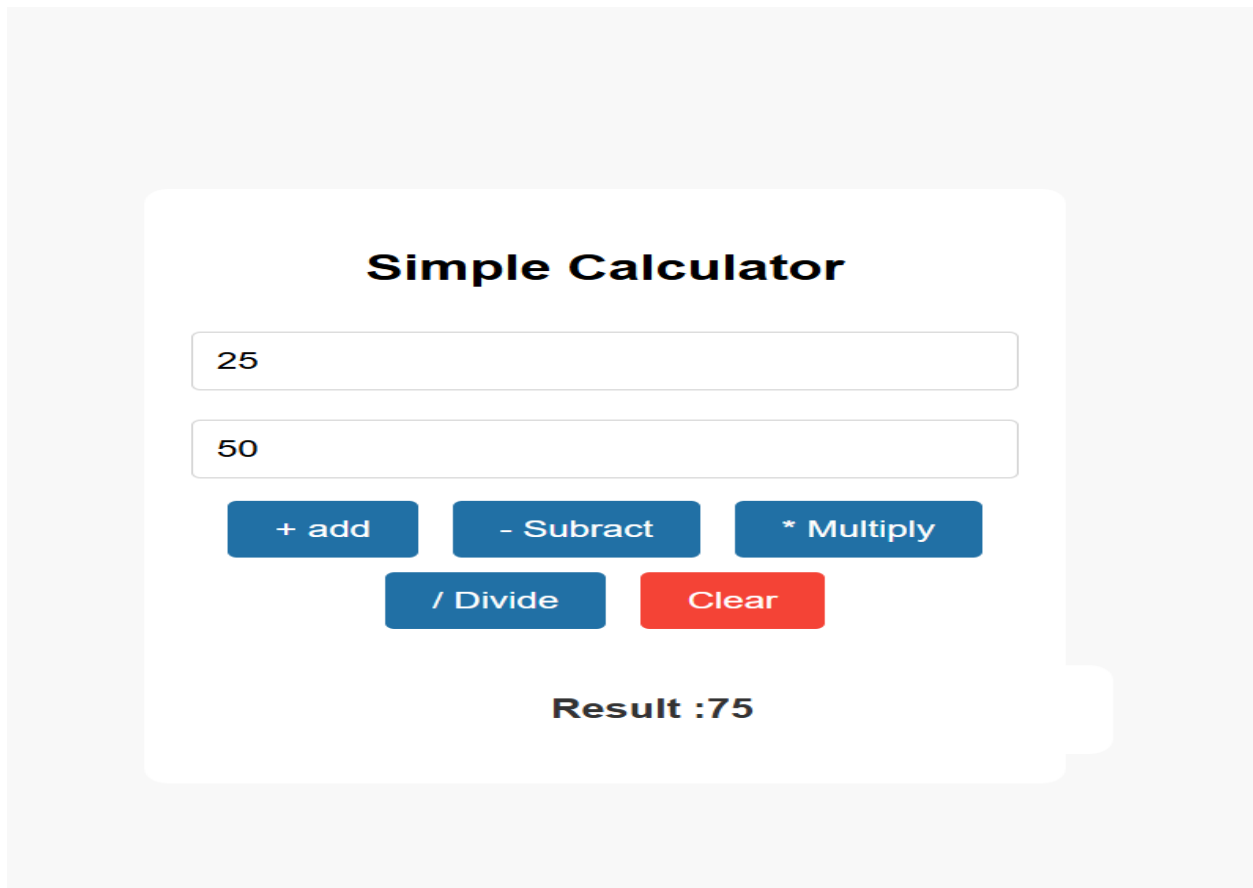 Simple Calculator
25
50
+ add - Subract * Multiply
/ Divide Clear
Result :75